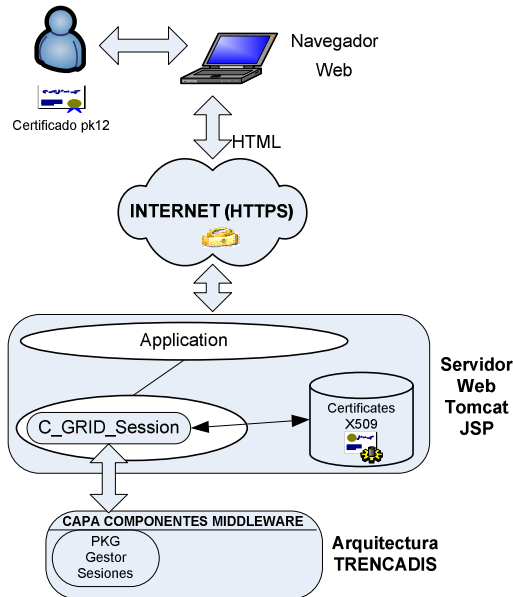 Navegador
Web
Certificado pk12
HTML
INTERNET (HTTPS)
Application
Servidor
Web
Tomcat
JSP
Certificates
X509
C_GRID_Session
CAPA COMPONENTES MIDDLEWARE
PKG
Gestor
Sesiones
Arquitectura
TRENCADIS